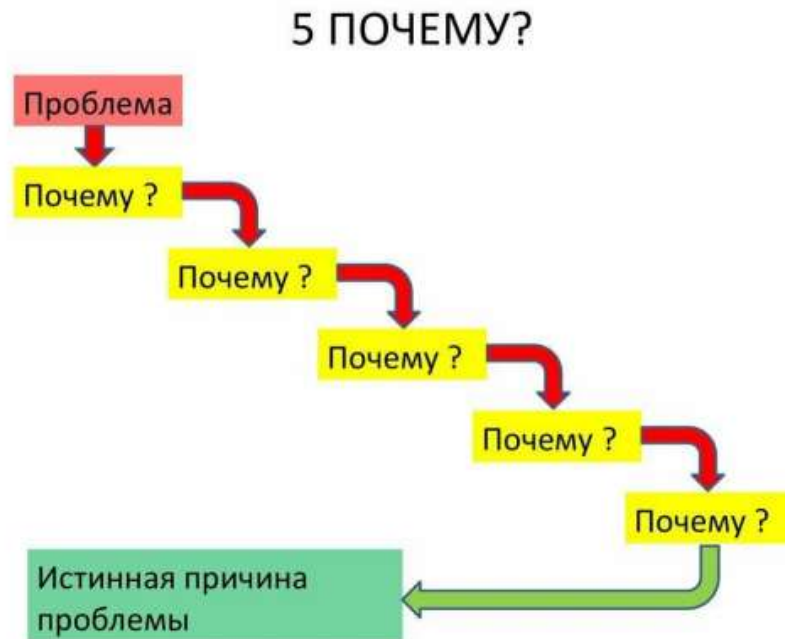 5 ПОЧЕМУ?
Проблема
Почему ?
Почему ?
Почему ?
Почему ?
Почему ?
Истинная причина
проблемы